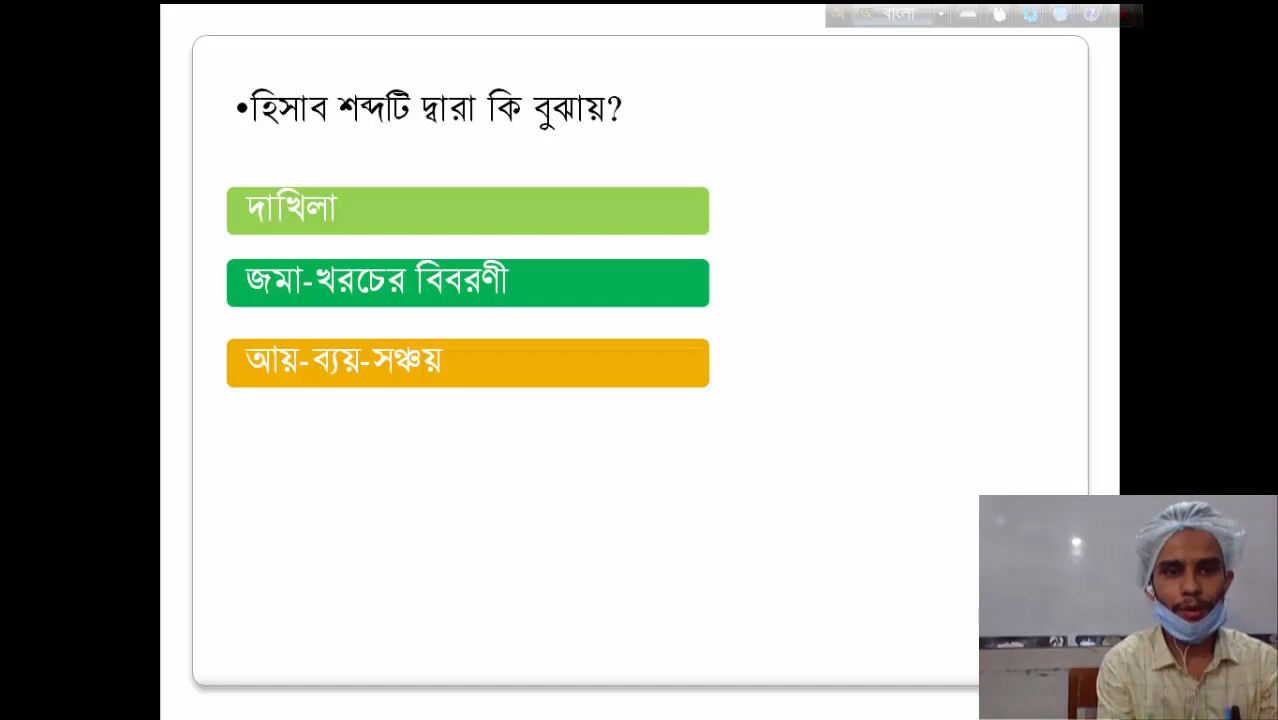 বাংলা
•হিসাব শব্দটি দ্বারা কি বুঝায়?
দাখিলা
জমা-খরচের বিবরণী
আয়-ব্যয়-সঞ্চয়